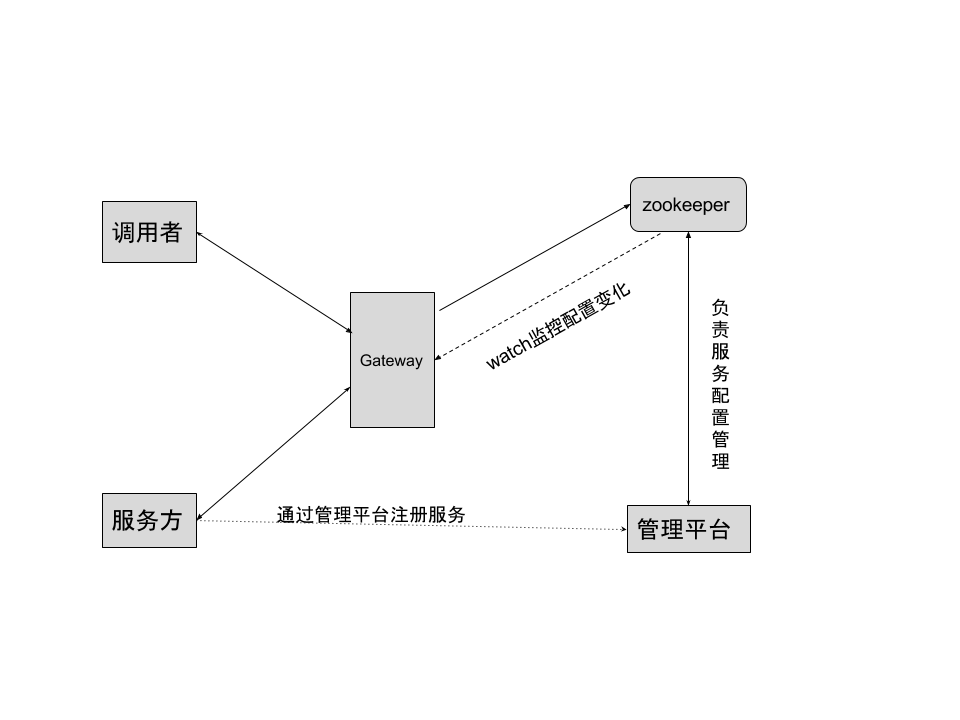 zookeeper
调用者
Gateway
watch监控配置变化
负责服务配置管理
服务方
通过管理平台注册服务
管理平台